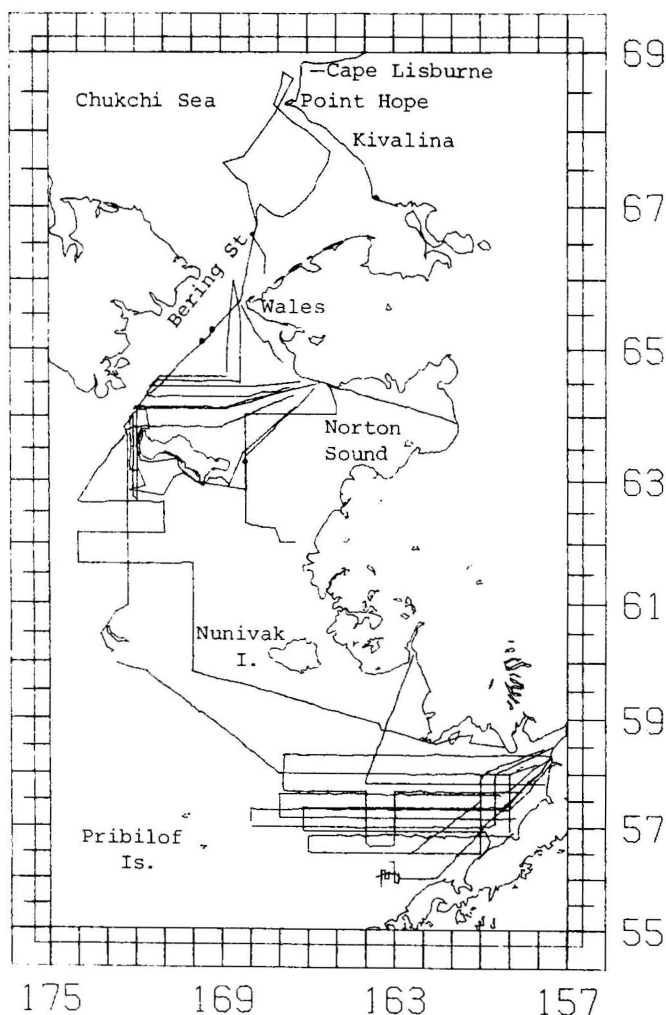 69
—Cape Lisburne
Chukchi Sea
Point Hope
Kivalina
67
Bering St.
Wales
65
Norton
Sound
63
61
Nunivak
I.
59
57
Pribilof
Is.
55
175 169 163 157